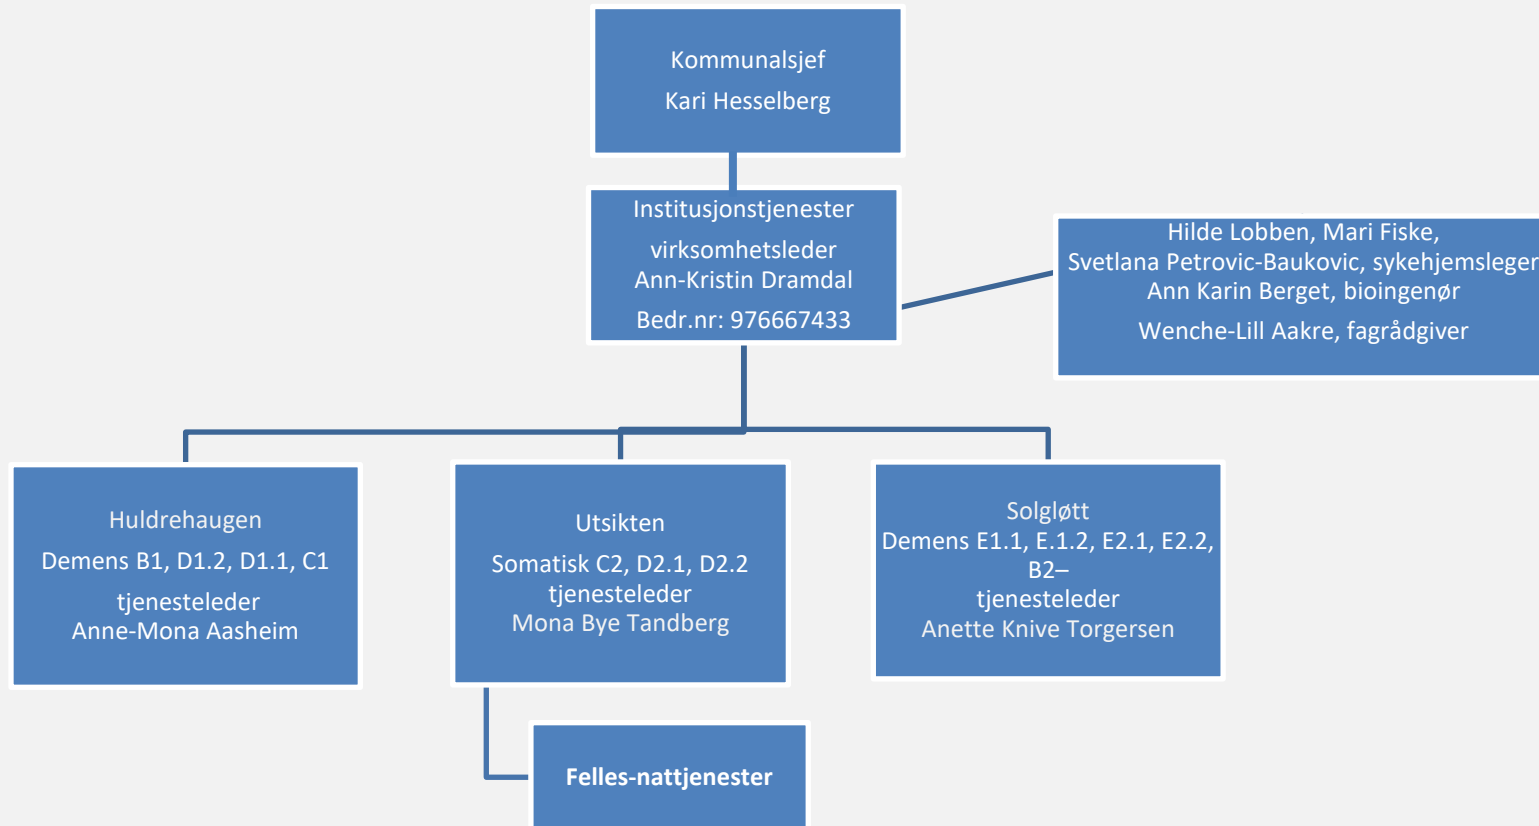 Kommunalsjef
Kari Hesselberg
Institusjonstjenester
virksomhetsleder
Ann-Kristin Dramdal
Bedr.nr: 976667433
Hilde Lobben, Mari Fiske,
Svetlana Petrovic-Baukovic, sykehjemsleger
Ann Karin Berget, bioingenør
Wenche-Lill Aakre, fagrådgiver
Huldrehaugen
Demens B1, D1.2, D1.1, C1
tjenesteleder
Anne-Mona Aasheim
Utsikten
Somatisk C2, D2.1, D2.2
tjenesteleder
Mona Bye Tandberg
Solgløtt
Demens E1.1, E.1.2, E2.1, E2.2,
B2–
tjenesteleder
Anette Knive Torgersen
Felles-nattjenester